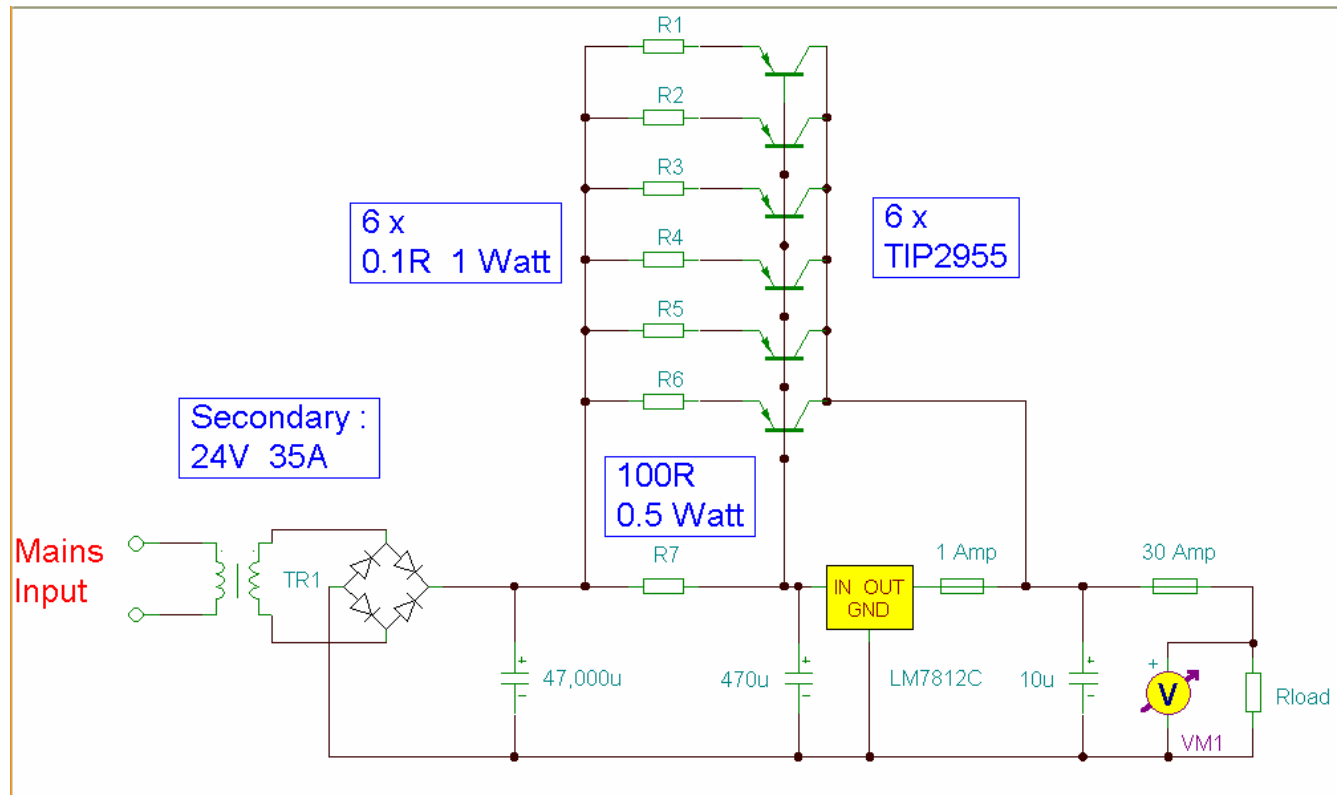 R1
R2
R3
6 x
0.1R 1 Watt
6 x
TIP2955
R4
R5
R6
Secondary :
24V 35A
100R
0.5 Watt
Mains
Input
TR1
R7
IN OUT
GND
1 Amp
30 Amp
+
47,000u
-
+
470u
-
LM7812C
+
10u
-
+
V
VM1
Rload